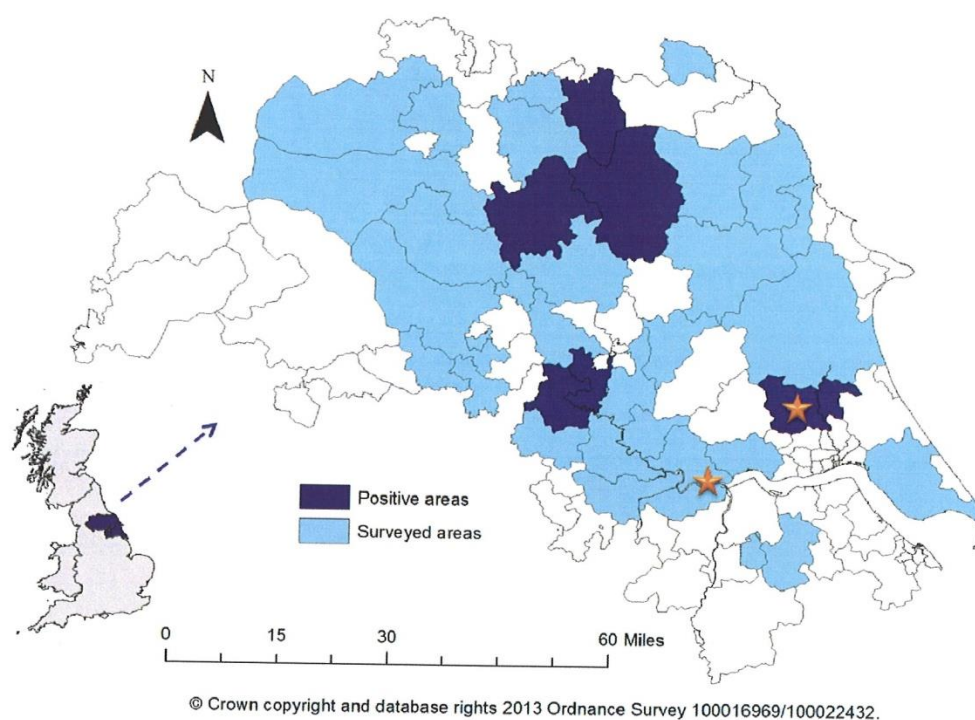 N
Positive areas
Surveyed areas
0 15 30 60 Miles
© Crown copyright and database rights 2013 Ordnance Survey 100016969/100022432.